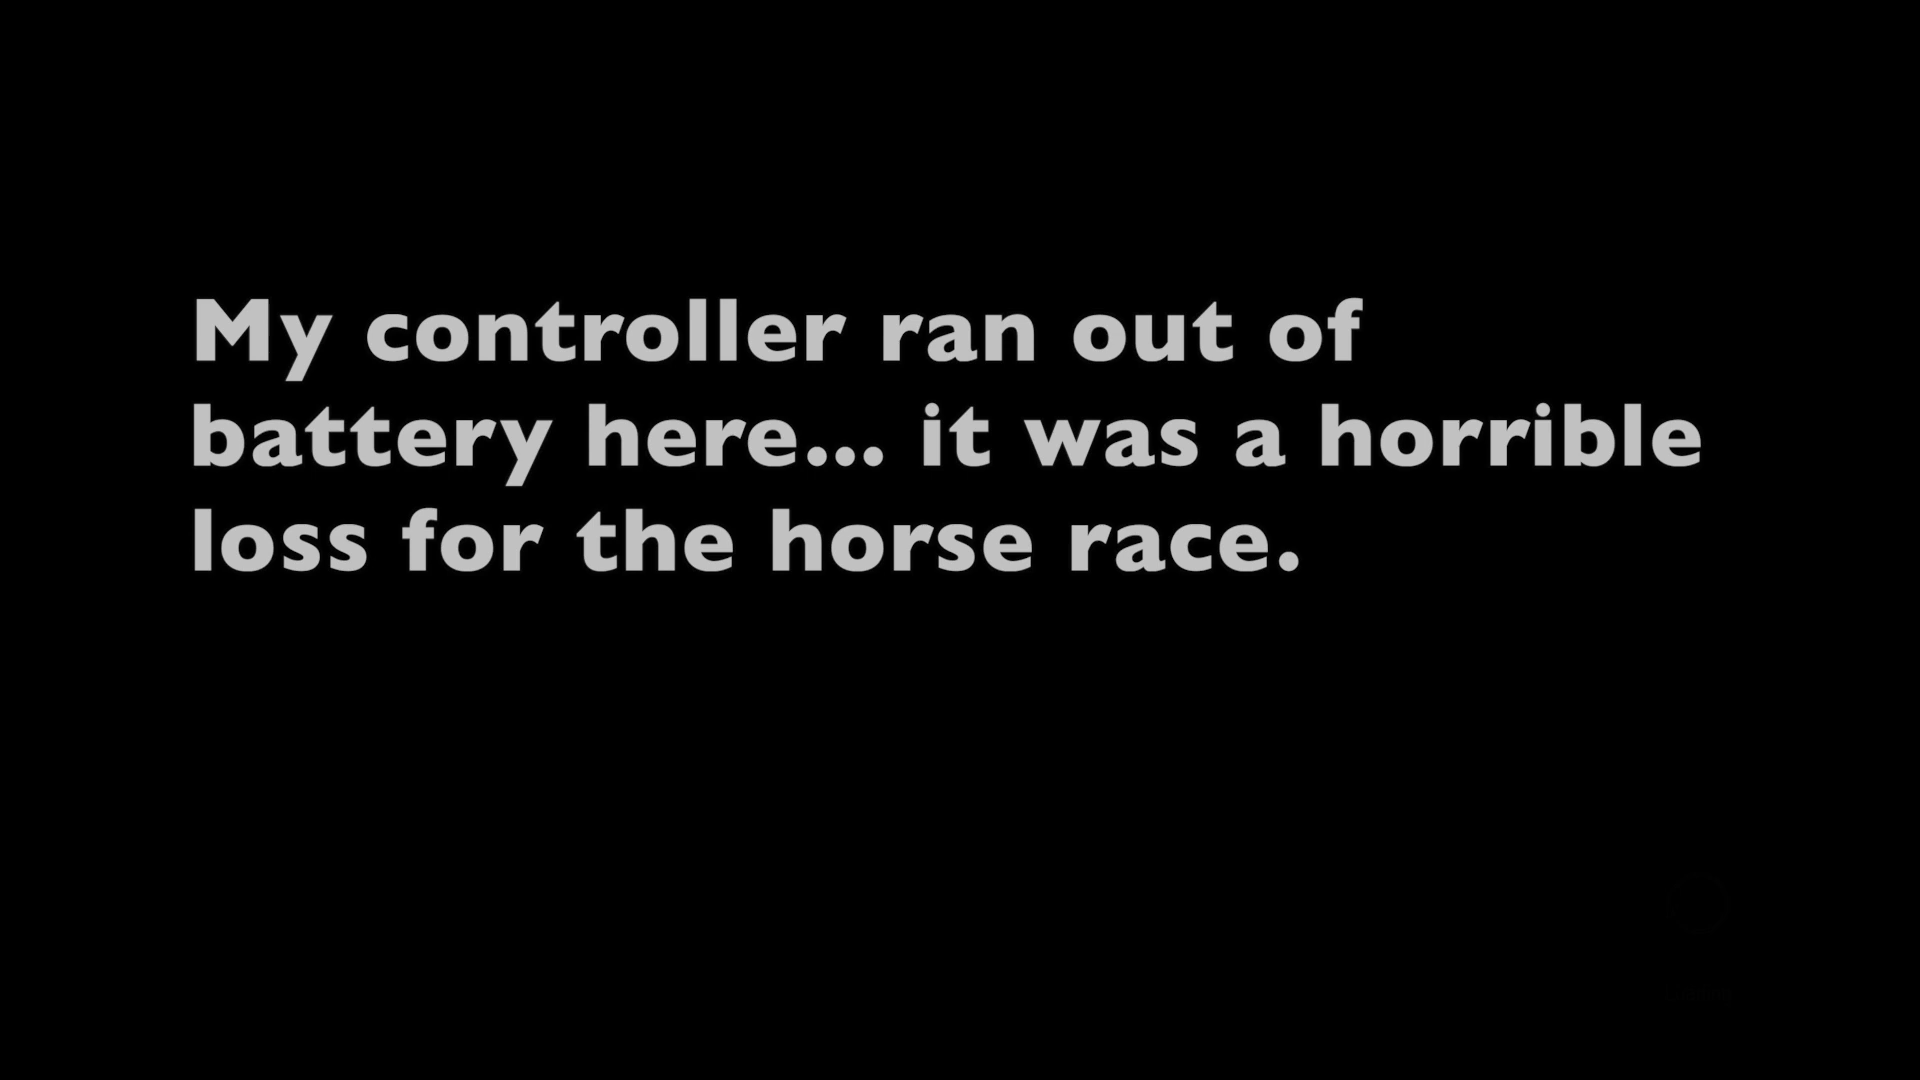 My controller ran out of
battery here... it was a horrible
loss for the horse race.